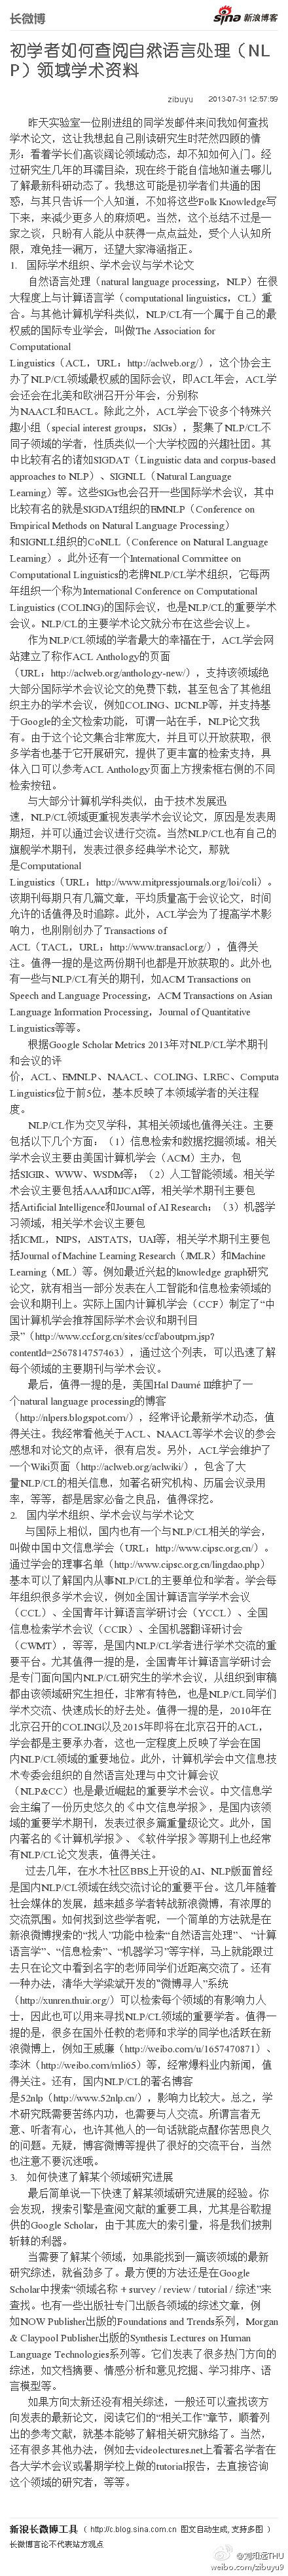 长微博
sina 新浪博客
初学者如何查阅自然语言处理（NL
P）领域学术资料
zibuyu 2013-07-31 12:57:59
昨天实验室一位刚进组的同学发邮件来问我如何查找
学术论文，这让我想起自己刚读研究生时茫然四顾的情
形：看着学长们高谈阔论领域动态，却不知如何入门。经
过研究生几年的耳濡目染，现在终于能自信地知道去哪儿
了解最新科研动态了。我想这可能是初学者们共通的困
惑，与其只告诉一个人知道，不如将这些Folk Knowledge写
下来，来减少更多人的麻烦吧。当然，这个总结不过是一
家之谈，只盼有人能从中获得一点点益处，受个人认知所
限，难免挂一漏万，还望大家海涵指正。
1. 国际学术组织、学术会议与学术论文
自然语言处理（natural language processing，NLP）在很
大程度上与计算语言学（computational linguistics，CL）重
合。与其他计算机学科类似，NLP/CL有一个属于自己的最
权威的国际专业学会，叫做The Association for
Computational
Linguistics（ACL，URL：http://aclweb.org/），这个协会主
办了NLP/CL领域最权威的国际会议，即ACL年会，ACL学
会还会在北美和欧洲召开分年会，分别称
为NAACL和EACL。除此之外，ACL学会下设多个特殊兴
趣小组（special interest groups，SIGs），聚集了NLP/CL不
同子领域的学者，性质类似一个大学校园的兴趣社团。其
中比较有名的诸如SIGDAT（Linguistic data and corpus-based
approaches to NLP）、SIGNLL（Natural Language
Learning）等。这些SIGs也会召开一些国际学术会议，其中
比较有名的就是SIGDAT组织的EMNLP（Conference on
Empirical Methods on Natural Language Processing）
和SIGNLL组织的CoNLL（Conference on Natural Language
Learning）。此外还有一个International Committee on
Computational Linguistics的老牌NLP/CL学术组织，它每两
年组织一个称为International Conference on Computational
Linguistics (COLING)的国际会议，也是NLP/CL的重要学术
会议。NLP/CL的主要学术论文就分布在这些会议上。
作为NLP/CL领域的学者最大的幸福在于，ACL学会网
站建立了称作ACL Anthology的页面
（URL：http://aclweb.org/anthology-new/），支持该领域绝
大部分国际学术会议论文的免费下载，甚至包含了其他组
织主办的学术会议，例如COLING、IJCNLP等，并支持基
于Google的全文检索功能，可谓一站在手，NLP论文我
有。由于这个论文集合非常庞大，并且可以开放获取，很
多学者也基于它开展研究，提供了更丰富的检索支持，具
体入口可以参考ACL Anthology页面上方搜索框右侧的不同
检索按钮。
与大部分计算机学科类似，由于技术发展迅
速，NLP/CL领域更重视发表学术会议论文，原因是发表周
期短，并可以通过会议进行交流。当然NLP/CL也有自己的
旗舰学术期刊，发表过很多经典学术论文，那就
是Computational
Linguistics（URL：http://www.mitpressjournals.org/loi/coli）。
该期刊每期只有几篇文章，平均质量高于会议论文，时间
允许的话值得及时追踪。此外，ACL学会为了提高学术影
响力，也刚刚创办了Transactions of
ACL（TACL，URL：http://www.transacl.org/），值得关
注。值得一提的是这两份期刊也都是开放获取的。此外也
有一些与NLP/CL有关的期刊，如ACM Transactions on
Speech and Language Processing，ACM Transactions on Asian
Language Information Processing，Journal of Quantitative
Linguistics等等。
根据Google Scholar Metrics 2013年对NLP/CL学术期刊
和会议的评
价，ACL、EMNLP、NAACL、COLING、LREC、Computa
Linguistics位于前5位，基本反映了本领域学者的关注程
度。
NLP/CL作为交叉学科，其相关领域也值得关注。主要
包括以下几个方面：（1）信息检索和数据挖掘领域。相关
学术会议主要由美国计算机学会（ACM）主办，包
括SIGIR、WWW、WSDM等；（2）人工智能领域。相关学
术会议主要包括AAAI和IJCAI等，相关学术期刊主要包
括Artificial Intelligence和Journal of AI Research；（3）机器学
习领域，相关学术会议主要包
括ICML，NIPS，AISTATS，UAI等，相关学术期刊主要包
括Journal of Machine Learning Research（JMLR）和Machine
Learning（ML）等。例如最近兴起的knowledge graph研究
论文，就有相当一部分发表在人工智能和信息检索领域的
会议和期刊上。实际上国内计算机学会（CCF）制定了“中
国计算机学会推荐国际学术会议和期刊目
录”（http://www.ccf.org.cn/sites/ccf/aboutpm.jsp?
contentId=2567814757463），通过这个列表，可以迅速了解
每个领域的主要期刊与学术会议。
最后，值得一提的是，美国Hal Daumé III维护了一
个natural language processing的博客
（http://nlpers.blogspot.com/），经常评论最新学术动态，值
得关注。我经常看他关于ACL、NAACL等学术会议的参会
感想和对论文的点评，很有启发。另外，ACL学会维护了
一个Wiki页面（http://aclweb.org/aclwiki/），包含了大
量NLP/CL的相关信息，如著名研究机构、历届会议录用
率，等等，都是居家必备之良品，值得深挖。
2. 国内学术组织、学术会议与学术论文
与国际上相似，国内也有一个与NLP/CL相关的学会，
叫做中国中文信息学会（URL：http://www.cipsc.org.cn/）。
通过学会的理事名单（http://www.cipsc.org.cn/lingdao.php）
基本可以了解国内从事NLP/CL的主要单位和学者。学会每
年组织很多学术会议，例如全国计算语言学学术会议
（CCL）、全国青年计算语言学研讨会（YCCL）、全国
信息检索学术会议（CCIR）、全国机器翻译研讨会
（CWMT），等等，是国内NLP/CL学者进行学术交流的重
要平台。尤其值得一提的是，全国青年计算语言学研讨会
是专门面向国内NLP/CL研究生的学术会议，从组织到审稿
都由该领域研究生担任，非常有特色，也是NLP/CL同学们
学术交流、快速成长的好去处。值得一提的是，2010年在
北京召开的COLING以及2015年即将在北京召开的ACL，
学会都是主要承办者，这也一定程度上反映了学会在国
内NLP/CL领域的重要地位。此外，计算机学会中文信息技
术专委会组织的自然语言处理与中文计算会议
（NLP&CC）也是最近崛起的重要学术会议。中文信息学
会主编了一份历史悠久的《中文信息学报》，是国内该领
域的重要学术期刊，发表过很多篇重量级论文。此外，国
内著名的《计算机学报》、《软件学报》等期刊上也经常
有NLP/CL论文发表，值得关注。
过去几年，在水木社区BBS上开设的AI、NLP版面曾经
是国内NLP/CL领域在线交流讨论的重要平台。这几年随着
社会媒体的发展，越来越多学者转战新浪微博，有浓厚的
交流氛围。如何找到这些学者呢，一个简单的方法就是在
新浪微博搜索的“找人”功能中检索“自然语言处理”、 “计算
语言学”、“信息检索”、“机器学习”等字样，马上就能跟过
去只在论文中看到名字的老师同学们近距离交流了。还有
一种办法，清华大学梁斌开发的“微博寻人”系统
（http://xunren.thuir.org/）可以检索每个领域的有影响力人
士，因此也可以用来寻找NLP/CL领域的重要学者。值得一
提的是，很多在国外任教的老师和求学的同学也活跃在新
浪微博上，例如王威廉（http://weibo.com/u/1657470871）、
李沐（http://weibo.com/mli65）等，经常爆料业内新闻，值
得关注。还有，国内NLP/CL的著名博客
是52nlp（http://www.52nlp.cn/），影响力比较大。总之，学
术研究既需要苦练内功，也需要与人交流。所谓言者无
意、听者有心，也许其他人的一句话就能点醒你苦思良久
的问题。无疑，博客微博等提供了很好的交流平台，当然
也注意不要沉迷哦。
3. 如何快速了解某个领域研究进展
最后简单说一下快速了解某领域研究进展的经验。你
会发现，搜索引擎是查阅文献的重要工具，尤其是谷歌提
供的Google Scholar，由于其庞大的索引量，将是我们披荆
斩棘的利器。
当需要了解某个领域，如果能找到一篇该领域的最新
研究综述，就省劲多了。最方便的方法还是在Google
Scholar中搜索“领域名称 + survey / review / tutorial / 综述”来
查找。也有一些出版社专门出版各领域的综述文章，例
如NOW Publisher出版的Foundations and Trends系列，Morgan
& Claypool Publisher出版的Synthesis Lectures on Human
Language Technologies系列等。它们发表了很多热门方向的
综述，如文档摘要、情感分析和意见挖掘、学习排序、语
言模型等。
如果方向太新还没有相关综述，一般还可以查找该方
向发表的最新论文，阅读它们的“相关工作”章节，顺着列
出的参考文献，就基本能够了解相关研究脉络了。当然，
还有很多其他办法，例如去videolectures.net上看著名学者在
各大学术会议或暑期学校上做的tutorial报告，去直接咨询
这个领域的研究者，等等。
新浪长微博工具（ http://c.blog.sina.com.cn 图文自动生成, 支持多图 ）
长微博言论不代表站方观点
@刘知远THU
weibo.com/zibuyu9